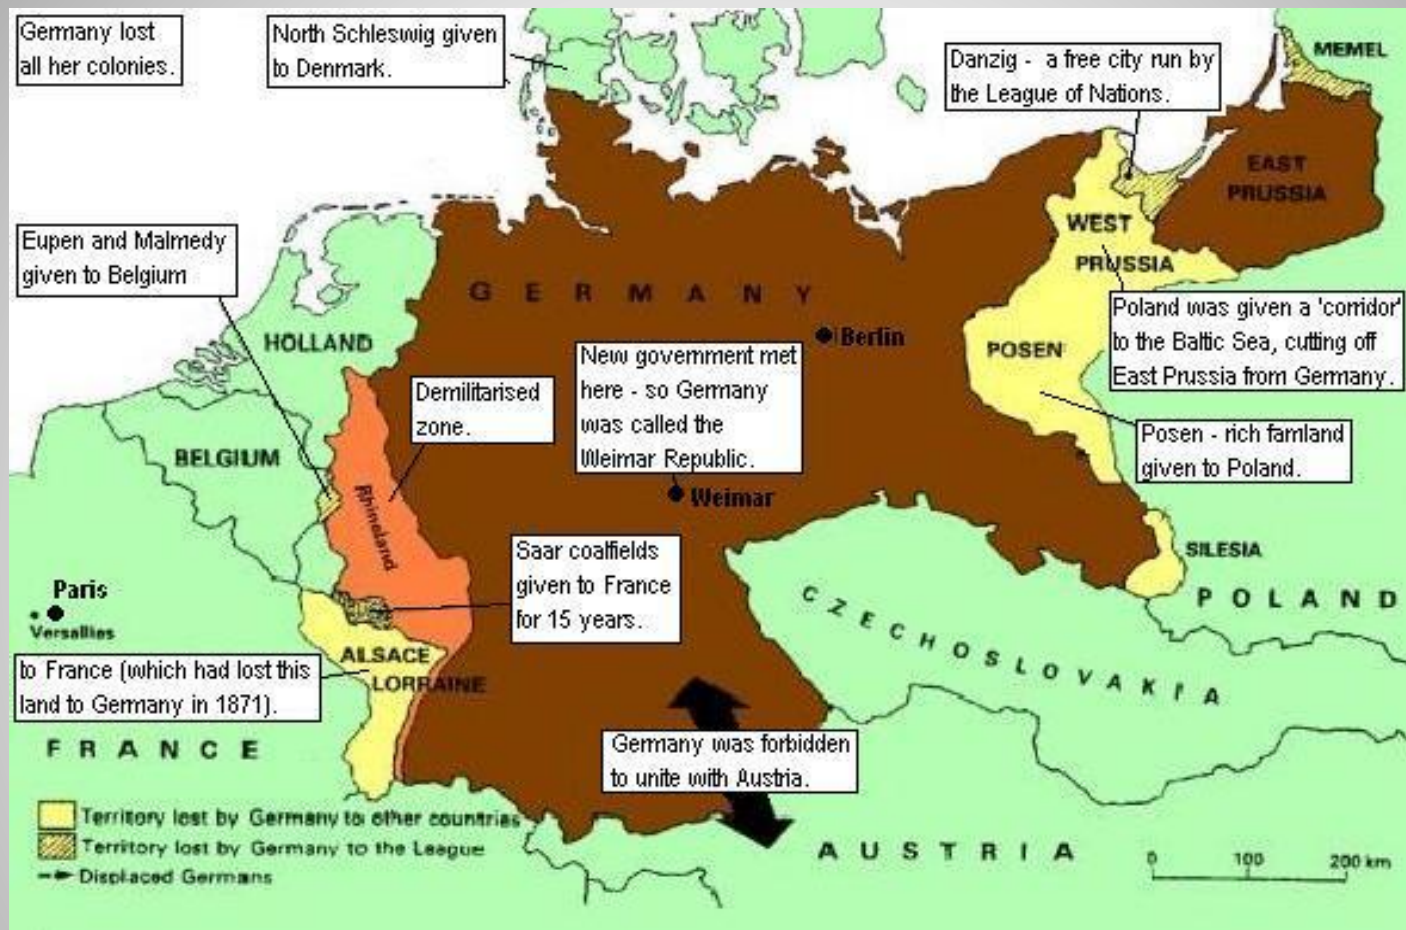 Germany lost
all her colonies.
North Schleswig given
to Denmark.
Danzig - a free city run by
the League of Nations.
MEMEL
EAST
PRUSSIA
WEST
PRUSSIA
Eupen and Malmedy
given to Belgium
GERMANY
Poland was given a 'corridor'
to the Baltic Sea, cutting off
East Prussia from Germany.
HOLLAND
Berlin
POSEN
New government met
here - so Germany
was called the
Weimar Republic.
Demilitarised
zone.
Posen - rich famland
given to Poland.
BELGIUM
Rhineland
Weimar
Saar coalfields
given to France
for 15 years.
SILESIA
POLAND
Paris
Versallies
CZECHOSLOVAKIA
ALSACE
LORRAINE
to France (which had lost this
land to Germany in 1871).
FRANCE
Germany was forbidden
to unite with Austria.
Territory lost by Germany to other countries
Territory lost by Germany to the League
Displaced Germans
AUSTRIA
0 100 200 km